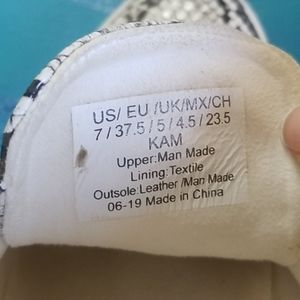 US/ EU /UK/MX/CH
7 / 37.5 / 5 / 4.5 / 23.5
KAM
Upper:Man Made
Lining:Textile
Outsole:Leather /Man Made
06-19 Made in China